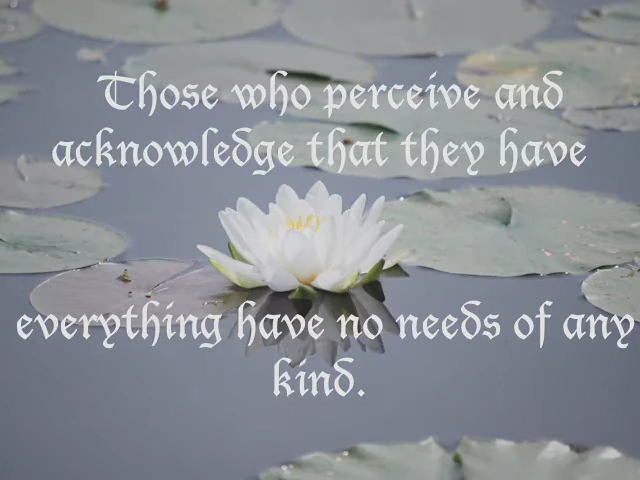 Those who perceive and
acknowledge that they have
everything have no needs of any
kind.